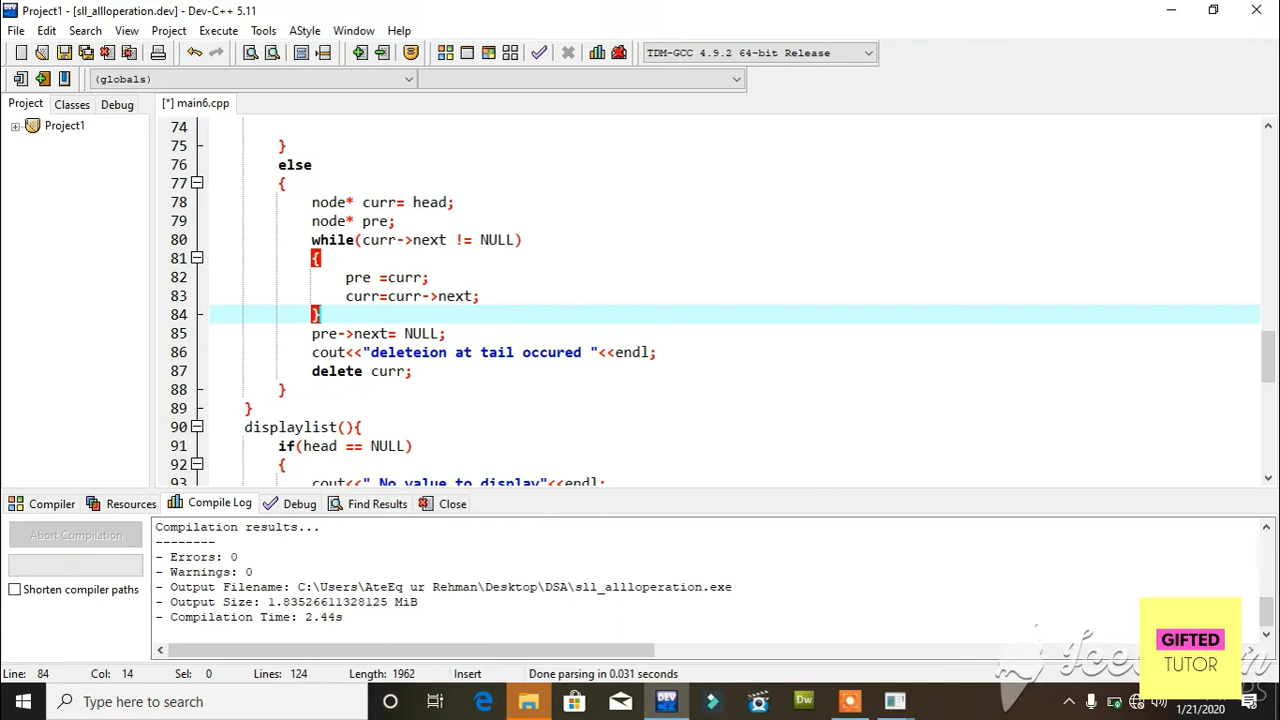 Project1 - [sll_allloperation.dev] - Dev-C++ 5.11
File Edit Search View Project Execute Tools AStyle Window Help
TDM-GCC 4.9.2 64-bit Release
(globals)
Project Classes Debug [*] main6.cpp
Project1
74
75 }
76 else
77 {
78 node* curr= head;
79 node* pre;
80 while(curr->next != NULL)
81 {
82 pre =curr;
83 curr=curr->next;
84 }
85 pre->next= NULL;
86 cout<<"deleteion at tail occured "<<endl;
87 delete curr;
88 }
89 }
90 displaylist(){
91 if(head == NULL)
92 {
93 cout<<" No value to display"<<endl;
Compiler Resources Compile Log Debug Find Results Close
Abort Compilation
Shorten compiler paths
Compilation results...
--------
- Errors: 0
- Warnings: 0
- Output Filename: C:\Users\AteEq ur Rehman\Desktop\DSA\sll_allloperation.exe
- Output Size: 1.83526611328125 MiB
- Compilation Time: 2.44s
GIFTED
TUTOR
Line: 84 Col: 14 Sel: 0 Lines: 124 Length: 1962 Insert Done parsing in 0.031 seconds
Type here to search
DEV
Dw
1/21/2020